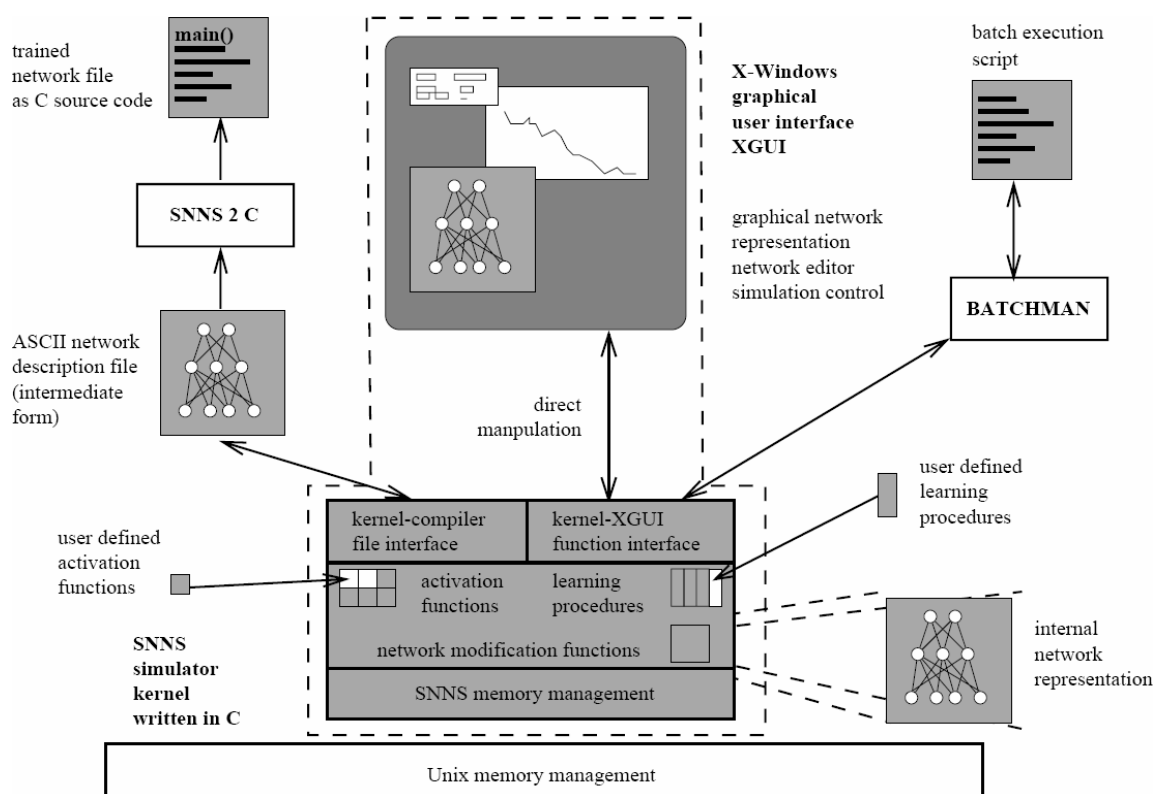 trained
network file
as C source code
main()
X-Windows
graphical
user interface
XGUI
batch execution
script
SNNS 2 C
graphical network
representation
network editor
simulation control
BATCHMAN
ASCII network
description file
(intermediate
form)
direct
manpulation
user defined
learning
procedures
kernel-compiler
file interface
kernel-XGUI
function interface
user defined
activation
functions
activation
functions
learning
procedures
network modification functions
SNNS memory management
internal
network
representation
SNNS
simulator
kernel
written in C
Unix memory management